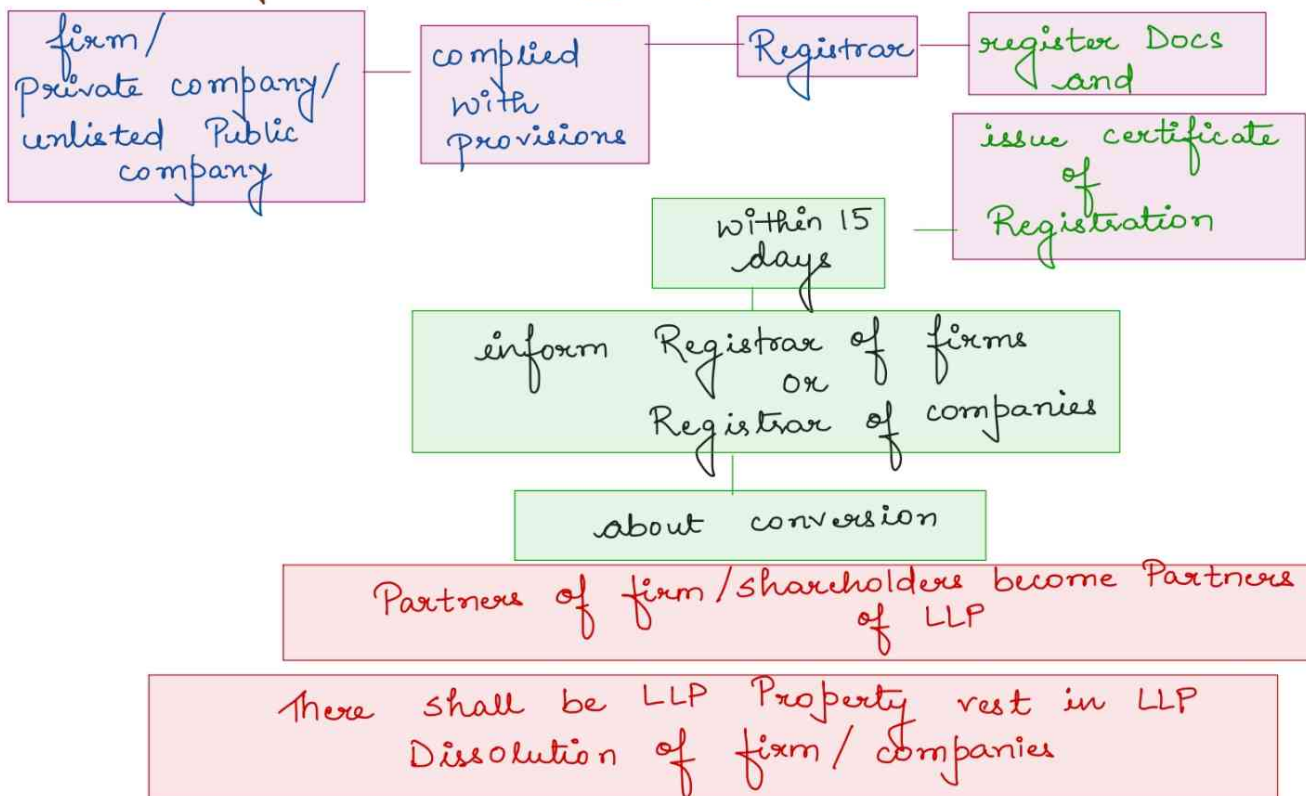 firm/
Private company/
unlisted Public
company
complied
with
provisions
Registrar
register Docs
and
issue certificate
of
Registration
within 15
days
inform Registrar of firms
or
Registrar of companies
about conversion
Partners of firm/shareholders become Partners
of LLP
There shall be LLP Property vest in LLP
Dissolution of firm/ companies